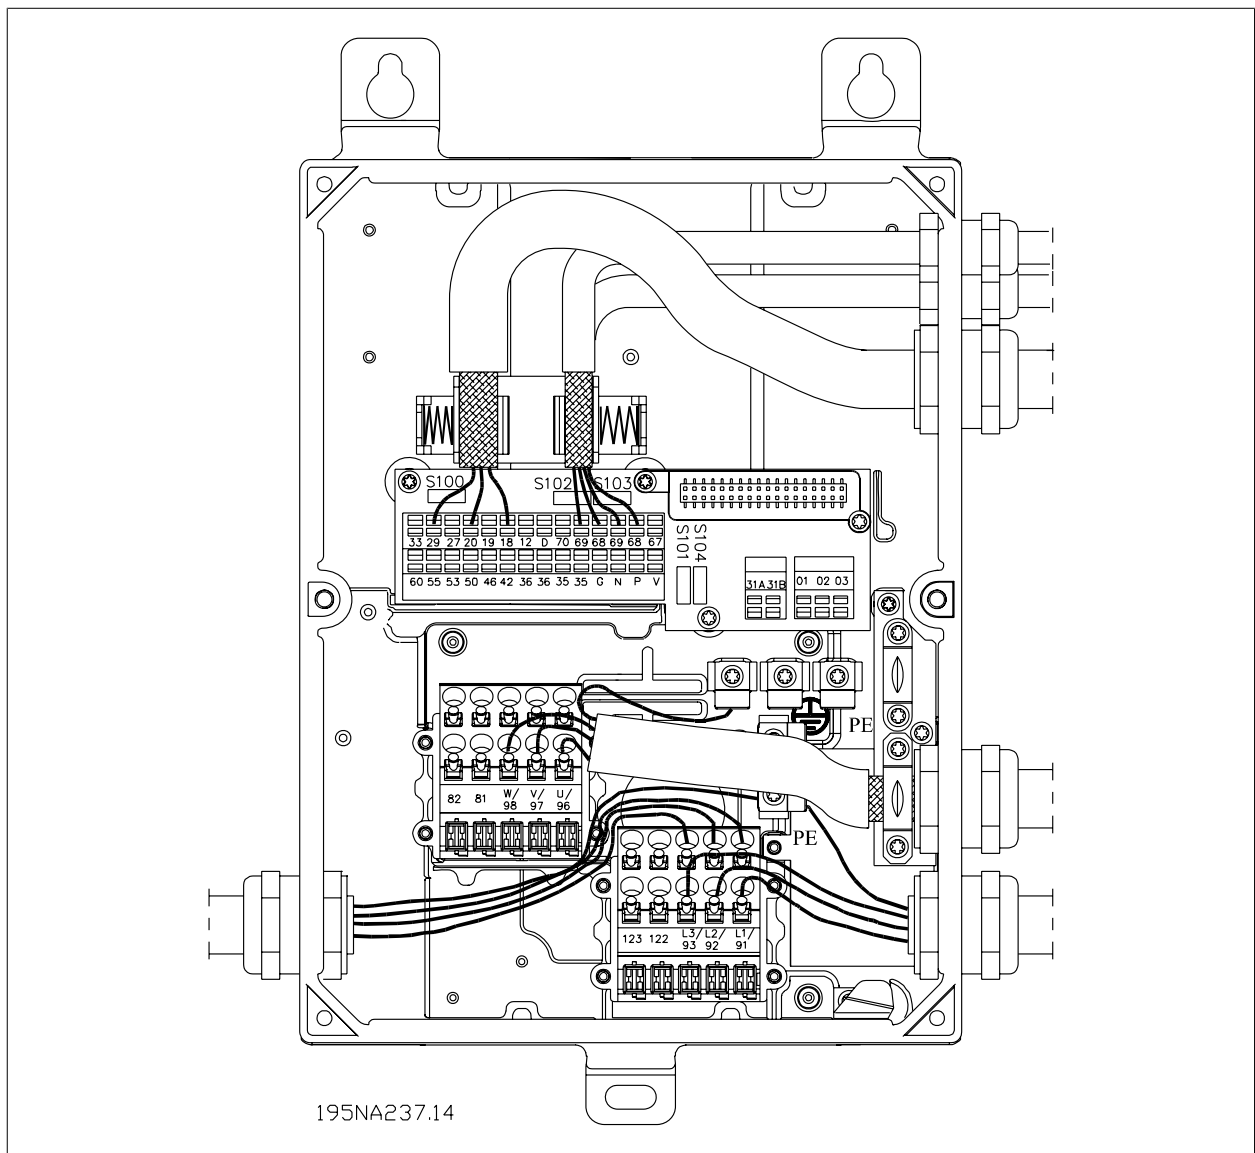 S100
S102
S103
33 29 27 20 19 18 12 D 70 69 68 69 68 67
60 55 53 50 46 42 36 36 35 35 G N P V
S101
S104
31A 31B
01 02 03
PE
82 81 W/ V/ U/
98 97 96
PE
123 122 L3/ L2/ L1/
93 92 91
195NA237.14